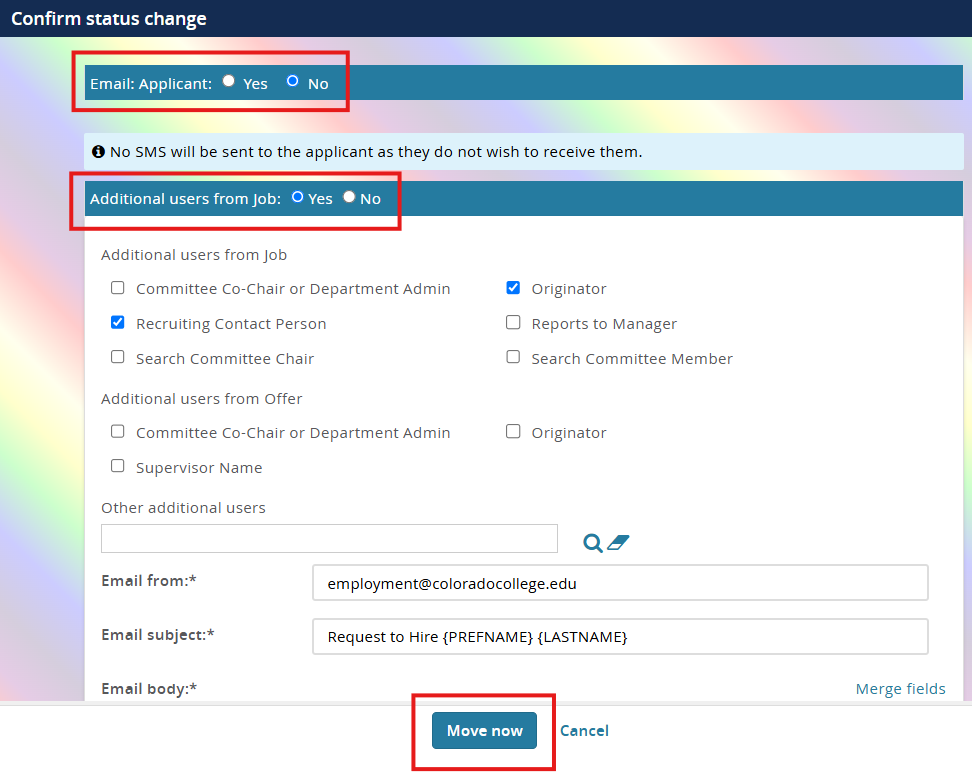 Confirm status change
Email: Applicant: Yes No
No SMS will be sent to the applicant as they do not wish to receive them.
Additional users from Job: Yes No
Additional users from Job
Committee Co-Chair or Department Admin Originator
Recruiting Contact Person Reports to Manager
Search Committee Chair Search Committee Member
Additional users from Offer
Committee Co-Chair or Department Admin Originator
Supervisor Name
Other additional users
Email from:* employment@coloradocollege.edu
Email subject:* Request to Hire {PREFNAME} {LASTNAME}
Email body:* Merge fields
Move now Cancel